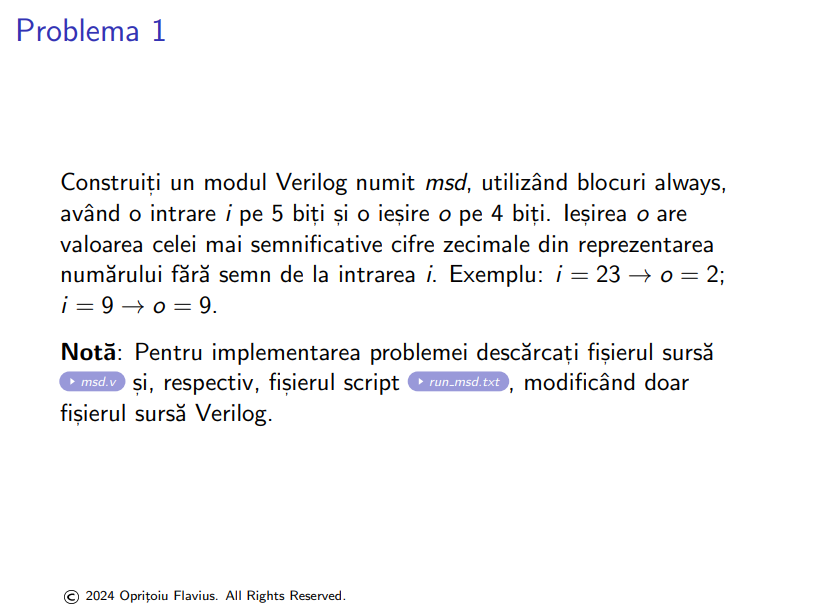 Problema 1
Construiți un modul Verilog numit msd, utilizând blocuri always,
având o intrare i pe 5 biți și o ieșire o pe 4 biți. Ieșirea o are
valoarea celei mai semnificative cifre zecimale din reprezentarea
numărului fără semn de la intrarea i. Exemplu: i = 23 → o = 2;
i = 9 → o = 9.
Notă: Pentru implementarea problemei descărcați fișierul sursă
msd.v și, respectiv, fișierul script run_msd.txt, modificând doar
fișierul sursă Verilog.
© 2024 Oprițoiu Flavius. All Rights Reserved.